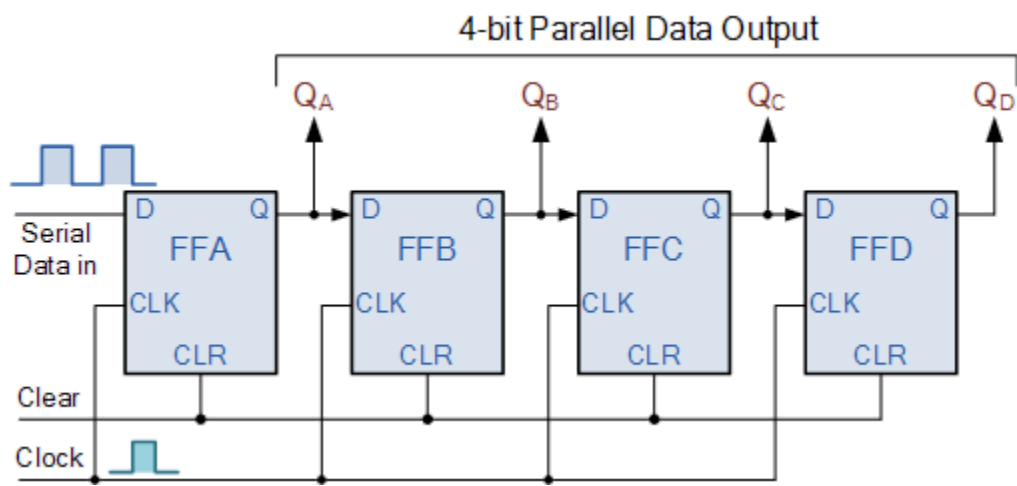 4-bit Parallel Data Output
QA QB QC QD
D Q D Q D Q D Q
Serial
Data in
FFA FFB FFC FFD
CLK CLK CLK CLK
CLR CLR CLR CLR
Clear
Clock